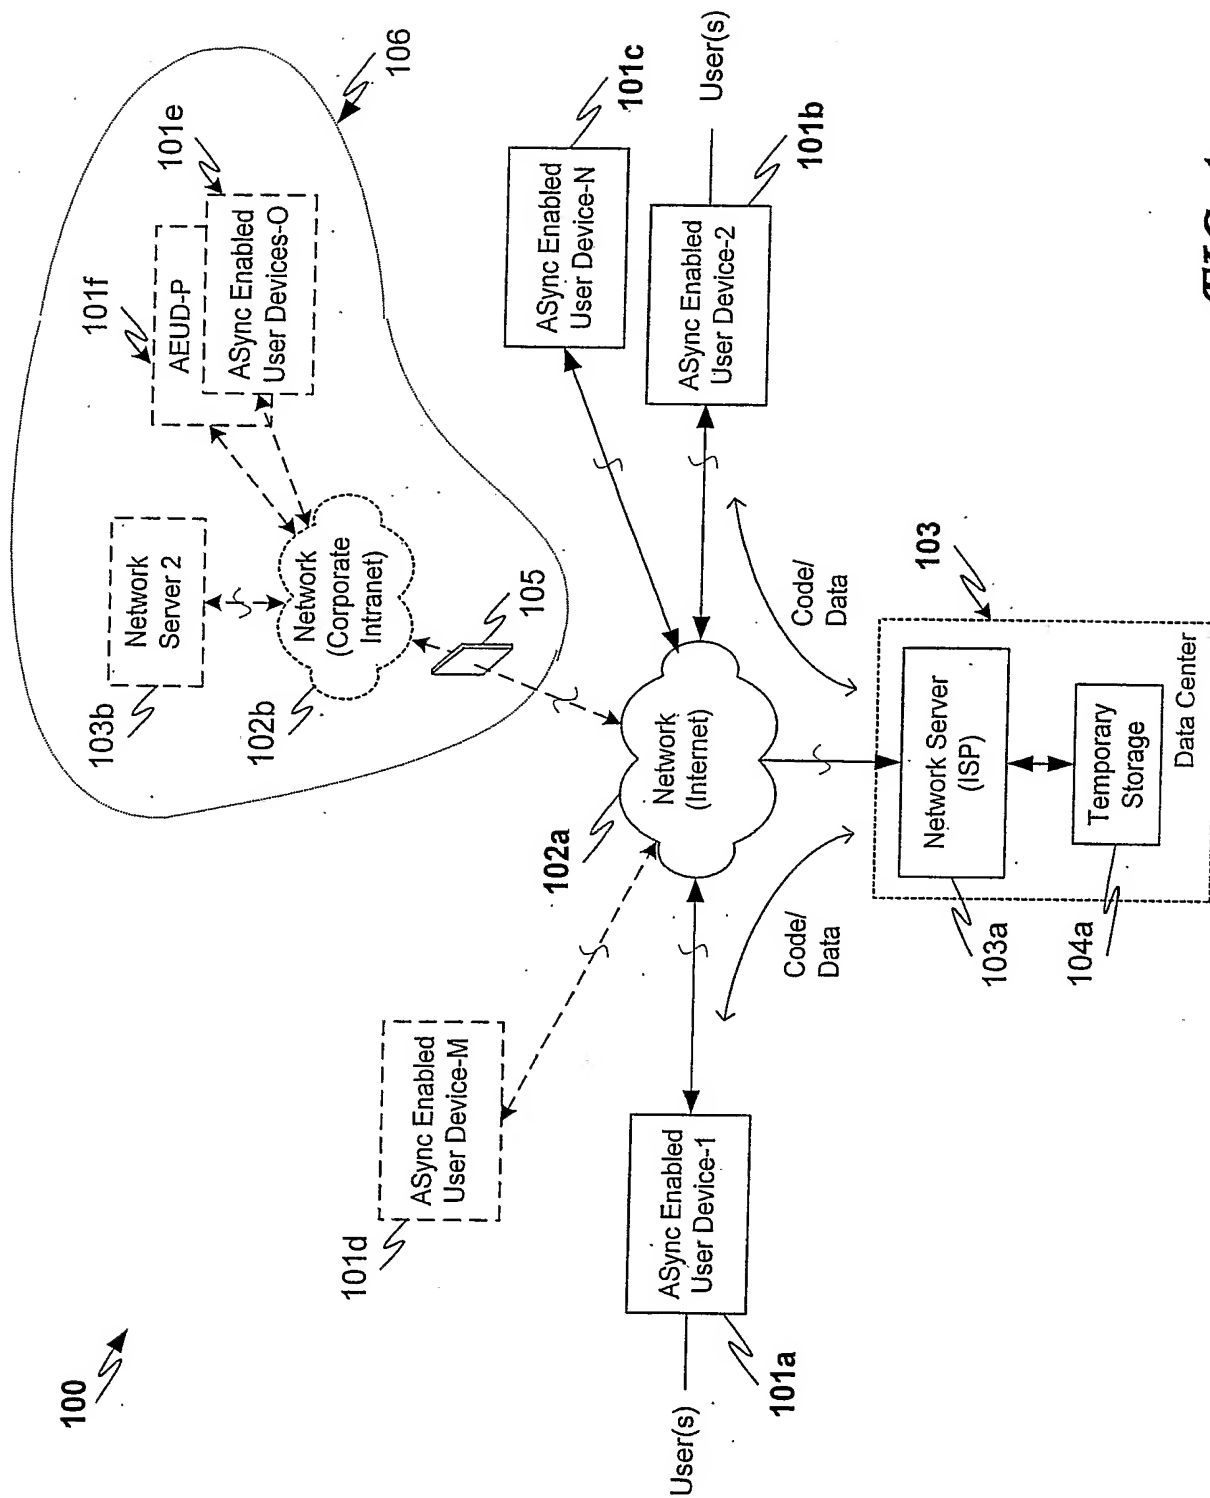 100
106
101e
101f
AEUD-P
ASync Enabled
User Devices-O
Network
Server 2
103b
Network
(Corporate
Intranet)
102b
105
101c
ASync Enabled
User Device-N
User(s)
ASync Enabled
User Device-2
101b
ASync Enabled
User Device-M
101d
102a
Network
(Internet)
User(s)
ASync Enabled
User Device-1
101a
Code/
Data
Code/
Data
103
Network Server
(ISP)
103a
Temporary
Storage
104a
Data Center